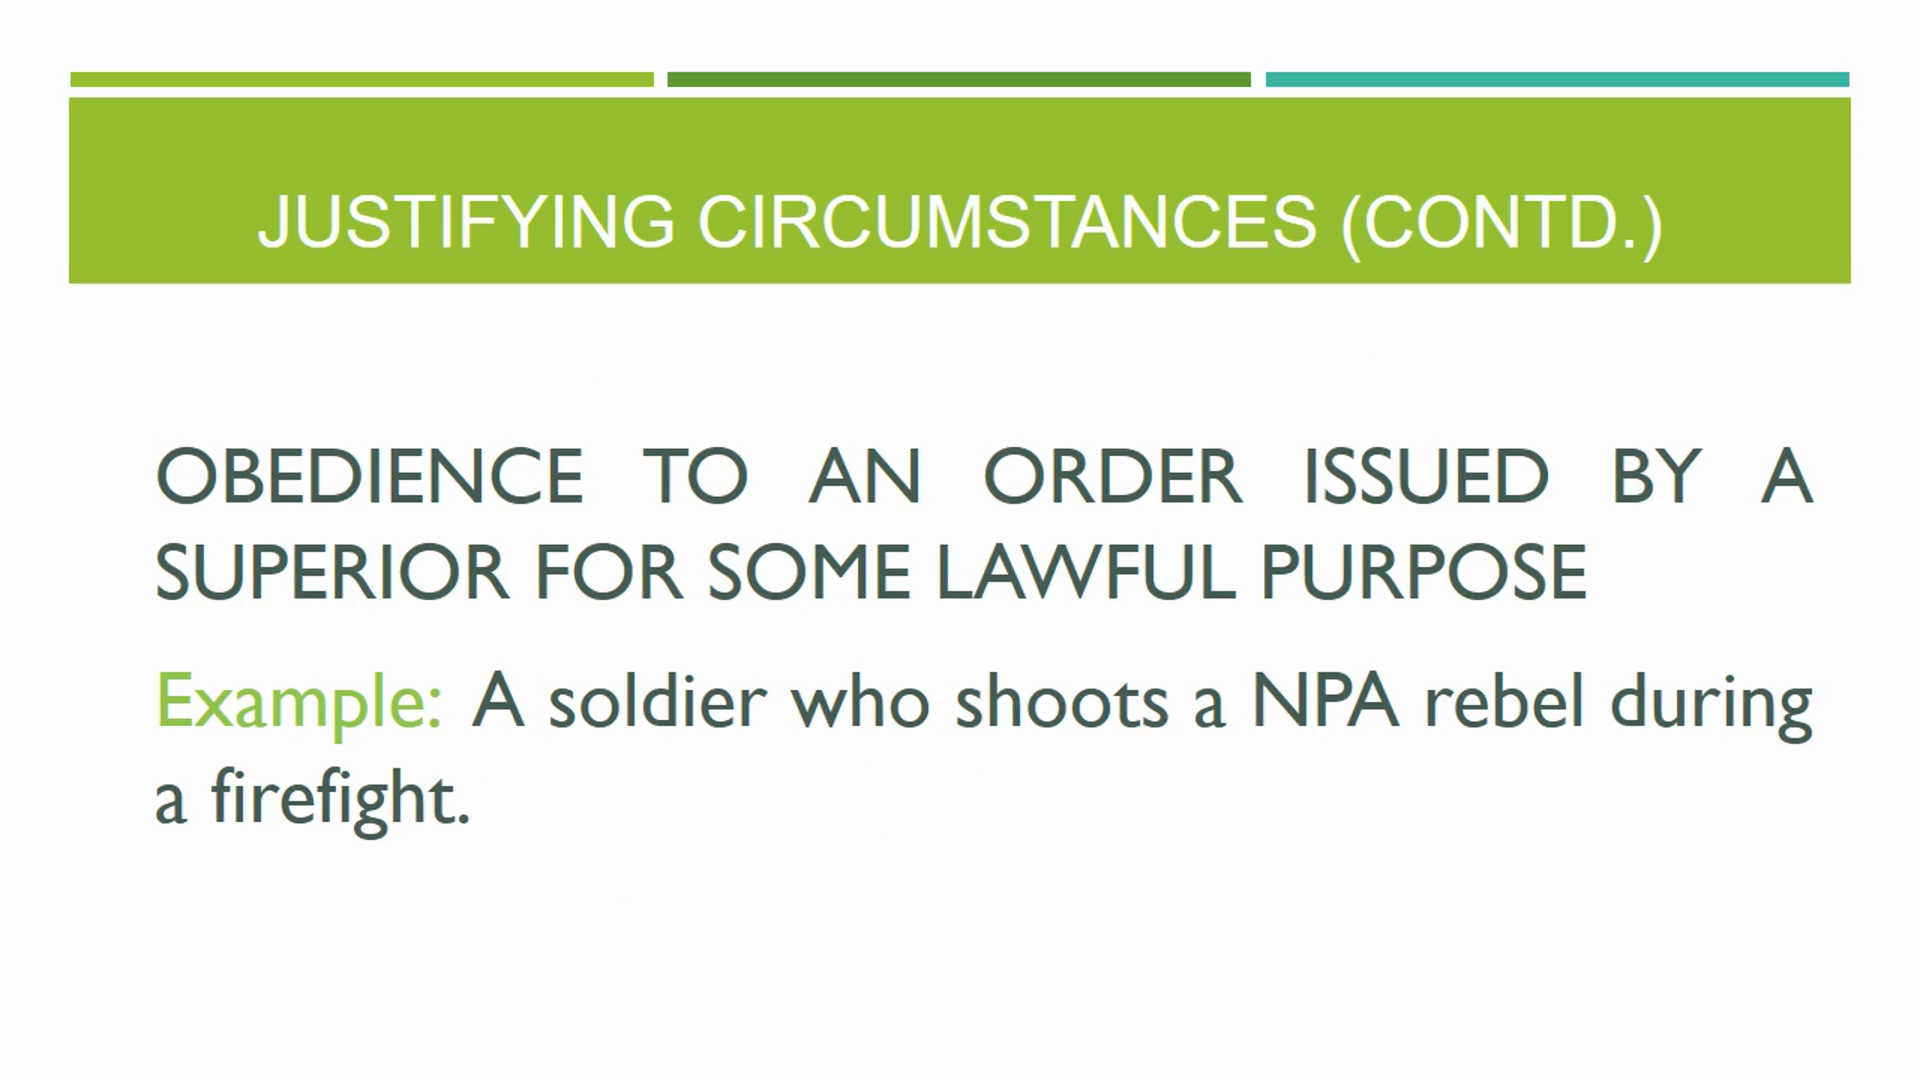 JUSTIFYING CIRCUMSTANCES (CONTD.)
OBEDIENCE TO AN ORDER ISSUED BY A
SUPERIOR FOR SOME LAWFUL PURPOSE
Example: A soldier who shoots a NPA rebel during
a firefight.